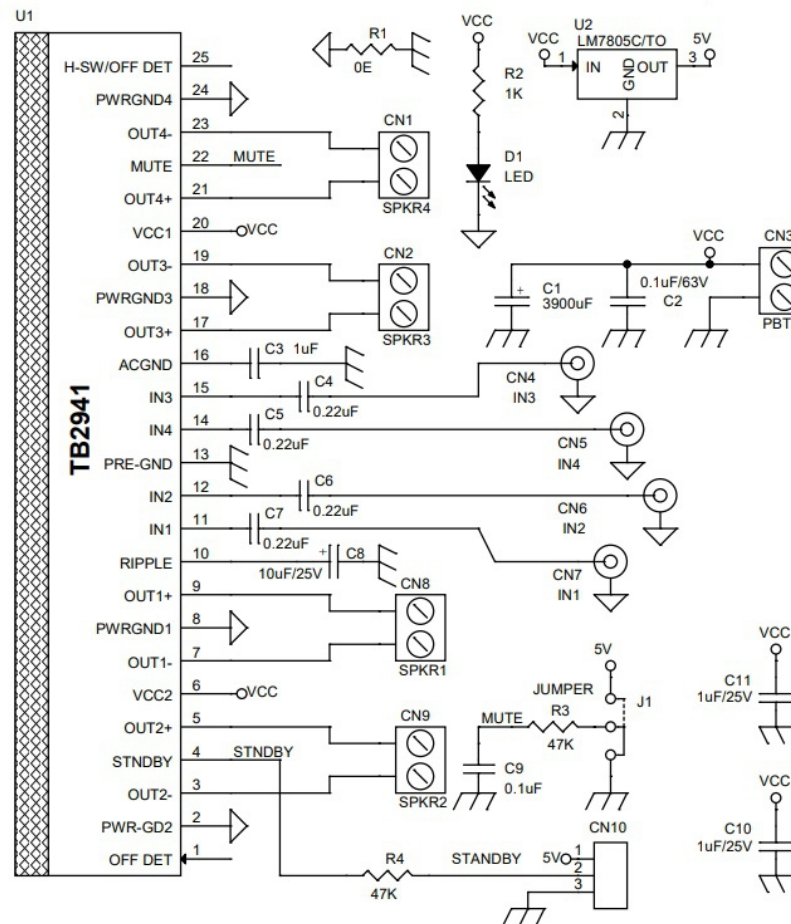 U1
TB2941
H-SW/OFF DET 25
PWRGND4 24
OUT4- 23
MUTE 22 MUTE
OUT4+ 21
VCC1 20 VCC
OUT3- 19
PWRGND3 18
OUT3+ 17
ACGND 16
IN3 15
IN4 14
PRE-GND 13
IN2 12
IN1 11
RIPPLE 10
OUT1+ 9
PWRGND1 8
OUT1- 7
VCC2 6 VCC
OUT2+ 5
STNDBY 4 STNDBY
OUT2- 3
PWR-GD2 2
OFF DET 1
R1
0E
VCC
R2
1K
D1
LED
U2
LM7805C/TO
VCC 1 IN GND OUT 3 5V
2
CN1
SPKR4
CN2
SPKR3
VCC
CN3
PBT
+ C1
3900uF
0.1uF/63V
C2
C3 1uF
C4
0.22uF
CN4
IN3
C5
0.22uF
CN5
IN4
C6
0.22uF
CN6
IN2
C7
0.22uF
CN7
IN1
+ C8
10uF/25V
CN8
SPKR1
CN9
SPKR2
5V
JUMPER
J1
MUTE R3
47K
C9
0.1uF
VCC
C11
1uF/25V
VCC
C10
1uF/25V
CN10
R4 STANDBY 5V 1
2
3
47K